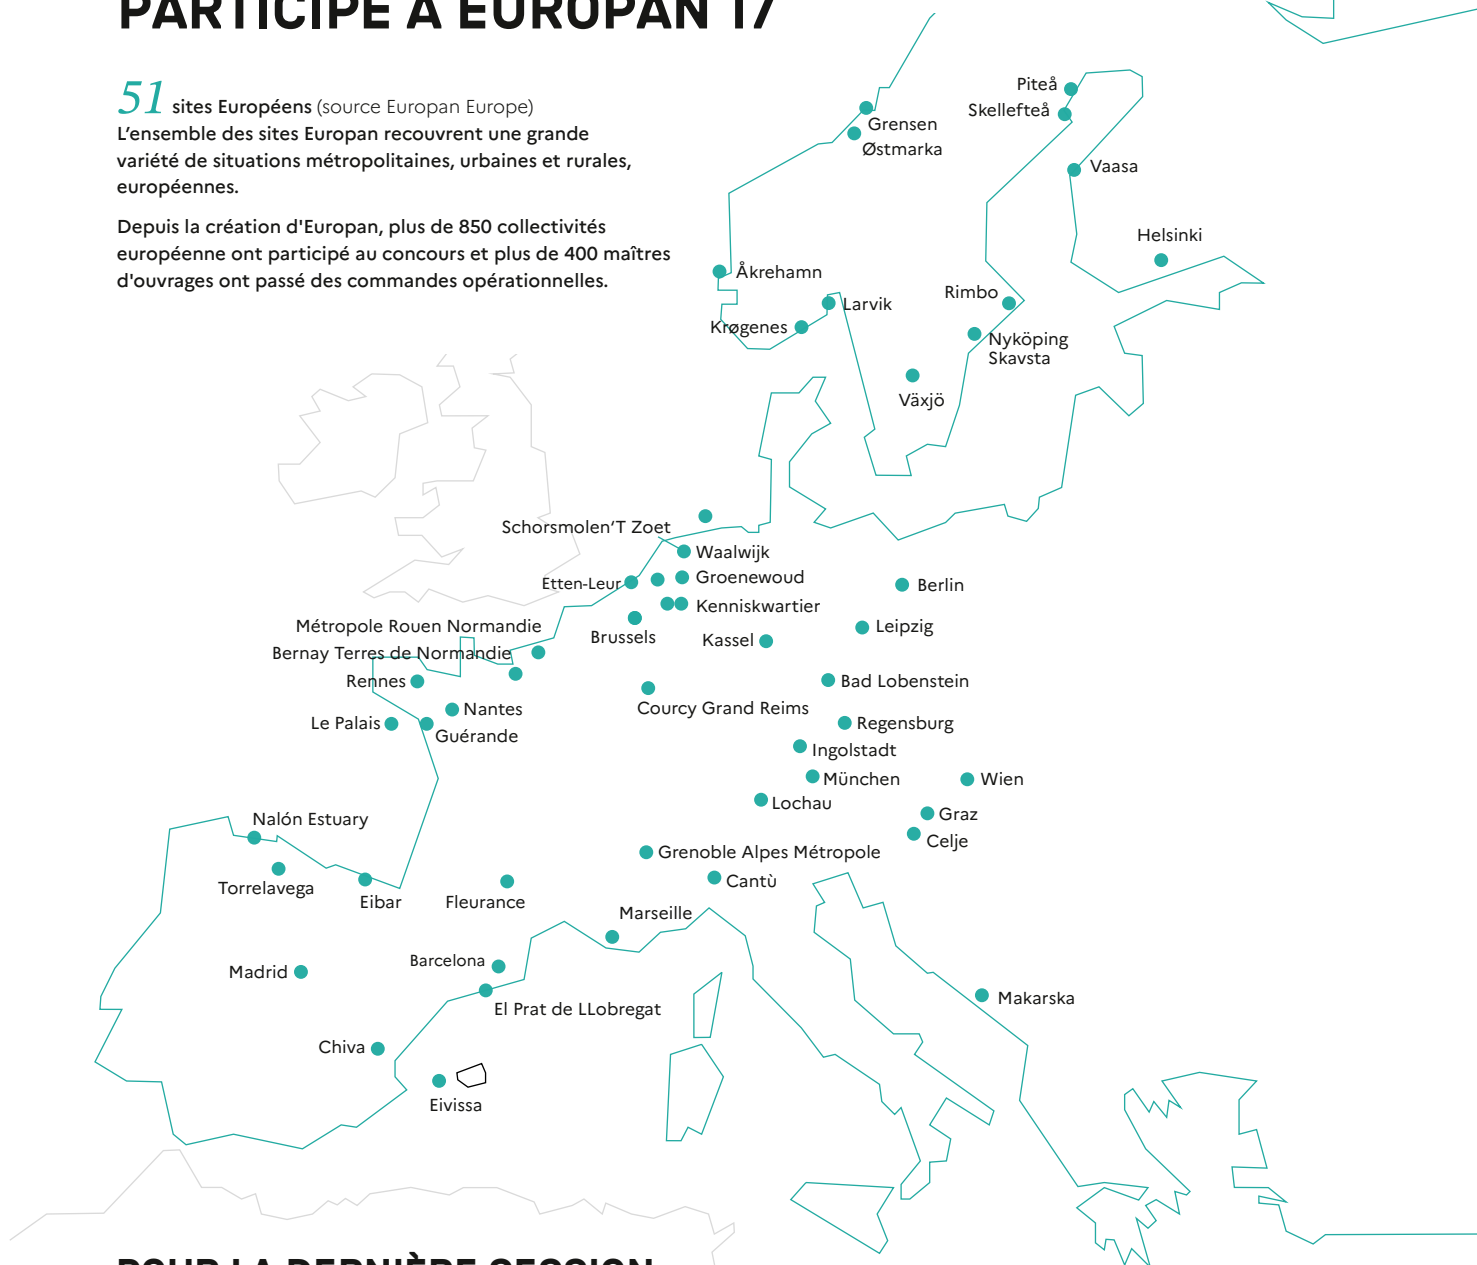 PARTICIPE À EUROPAN 17
51 sites Européens (source Europan Europe)
L’ensemble des sites Europan recouvrent une grande
variété de situations métropolitaines, urbaines et rurales,
européennes.
Depuis la création d'Europan, plus de 850 collectivités
européenne ont participé au concours et plus de 400 maîtres
d'ouvrages ont passé des commandes opérationnelles.
Piteå
Skellefteå
Grensen
Østmarka
Vaasa
Helsinki
Åkrehamn
Rimbo
Larvik
Krøgenes
Nyköping
Skavsta
Växjö
Schorsmolen’T Zoet
Waalwijk
Etten-Leur
Groenewoud
Berlin
Kenniskwartier
Métropole Rouen Normandie
Brussels
Kassel
Leipzig
Bernay Terres de Normandie
Rennes
Bad Lobenstein
Nantes
Courcy Grand Reims
Le Palais
Guérande
Regensburg
Ingolstadt
München
Wien
Lochau
Nalón Estuary
Graz
Celje
Grenoble Alpes Métropole
Torrelavega
Cantù
Eibar
Fleurance
Marseille
Barcelona
Madrid
Makarska
El Prat de LLobregat
Chiva
Eivissa
POUR LA DERNIÈRE SESSION